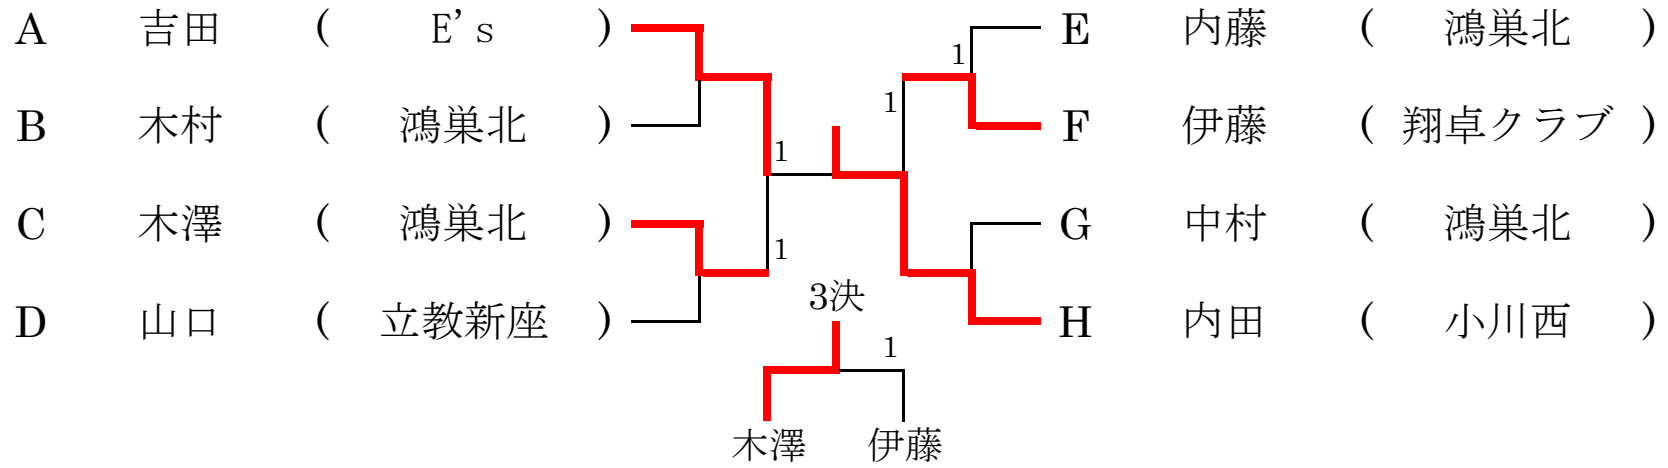 A 吉田 ( E's ) E 内藤 ( 鴻巣北 )
1
B 木村 ( 鴻巣北 ) 1 F 伊藤 ( 翔卓クラブ )
1
C 木澤 ( 鴻巣北 ) G 中村 ( 鴻巣北 )
1
3決
D 山口 ( 立教新座 ) H 内田 ( 小川西 )
1
木澤 伊藤